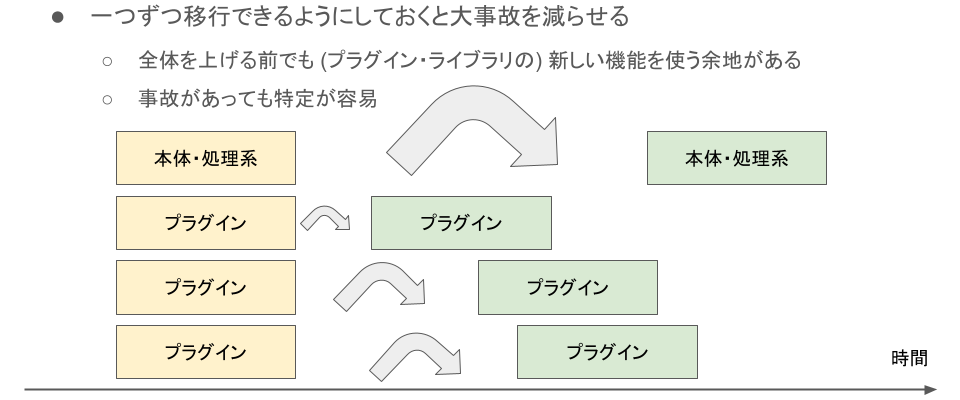 ● 一つずつ移行できるようにしておくと大事故を減らせる
○ 全体を上げる前でも (プラグイン・ライブラリの) 新しい機能を使う余地がある
○ 事故があっても特定が容易
本体・処理系
本体・処理系
プラグイン
プラグイン
プラグイン
プラグイン
プラグイン
プラグイン
時間